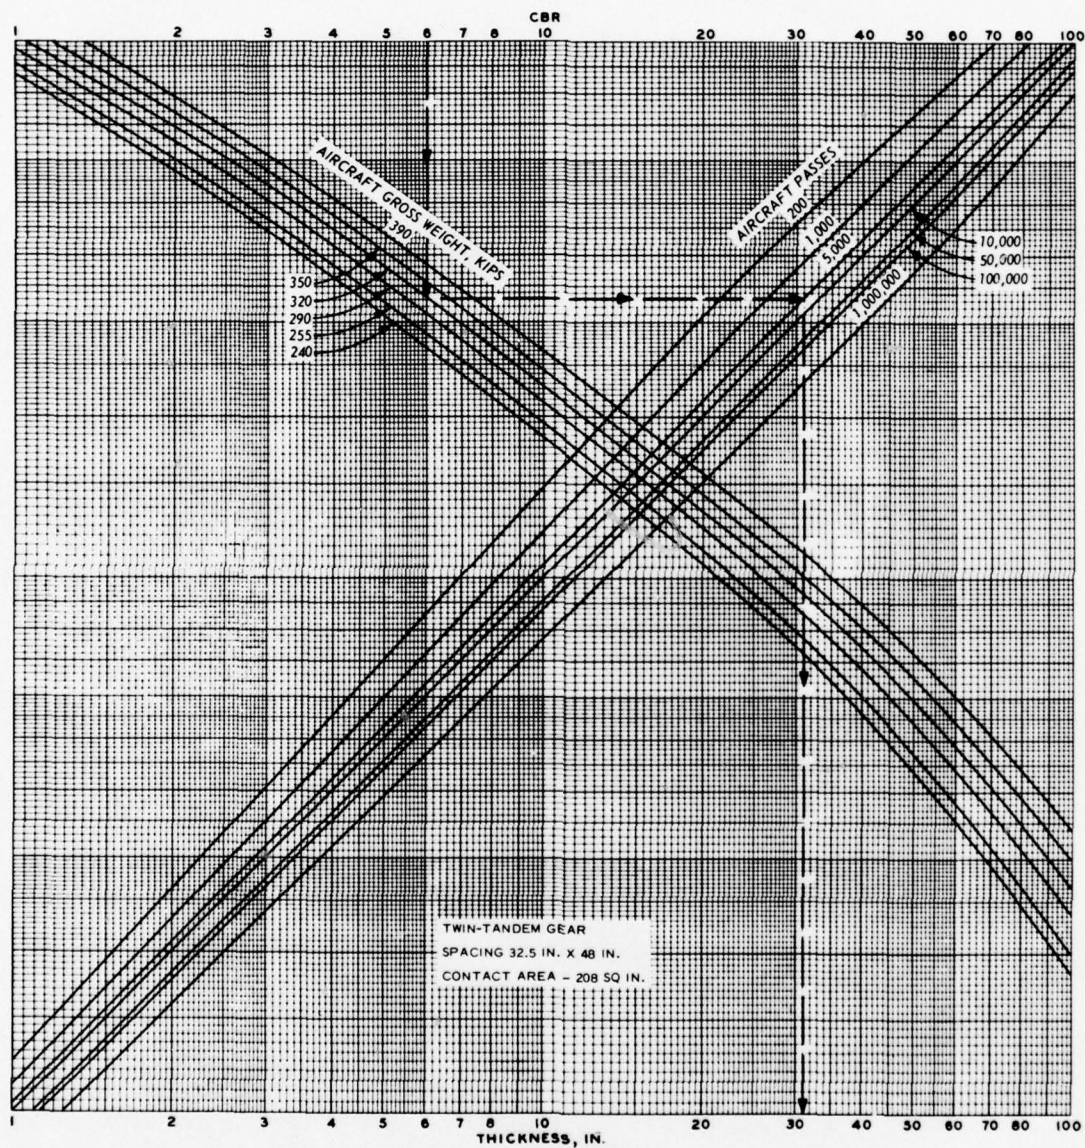 CBR
1 2 3 4 5 6 7 8 10 20 30 40 50 60 70 80 100
AIRCRAFT GROSS WEIGHT, KIPS
390
350
320
290
255
240
AIRCRAFT PASSES
200
1,000
5,000
10,000
50,000
100,000
1,000,000
TWIN-TANDEM GEAR
SPACING 32.5 IN. X 48 IN.
CONTACT AREA - 208 SQ IN.
1 2 3 4 5 6 7 8 10 20 30 40 50 60 70 80 100
THICKNESS, IN.